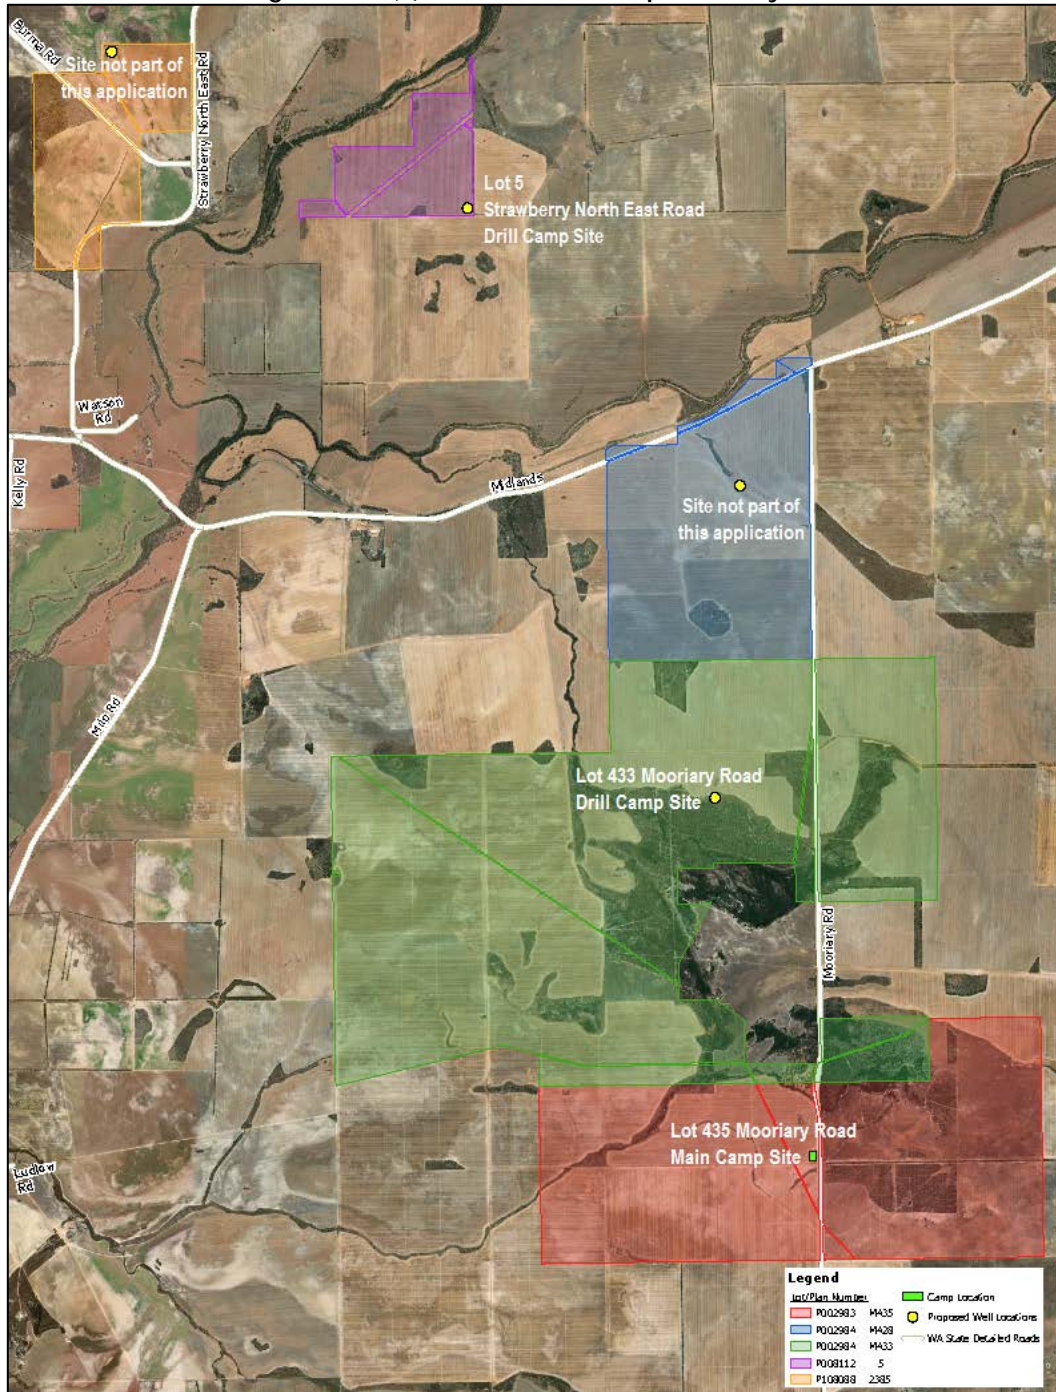 Burma Rd
Site not part of
this application
Strawberry North East Rd
Lot 5
Strawberry North East Road
Drill Camp Site
Watson
Rd
Kelly Rd
Midlands
Site not part of
this application
Milo Rd
Lot 433 Mooriary Road
Drill Camp Site
Mooriary Rd
Lot 435 Mooriary Road
Main Camp Site
Ludlow
Rd
Legend
Lot/Plan Number
P002983 M435
P002984 M428
P002984 M433
P008112 5
P108088 2385
Camp Location
Proposed Well Locations
WA State Detailed Roads